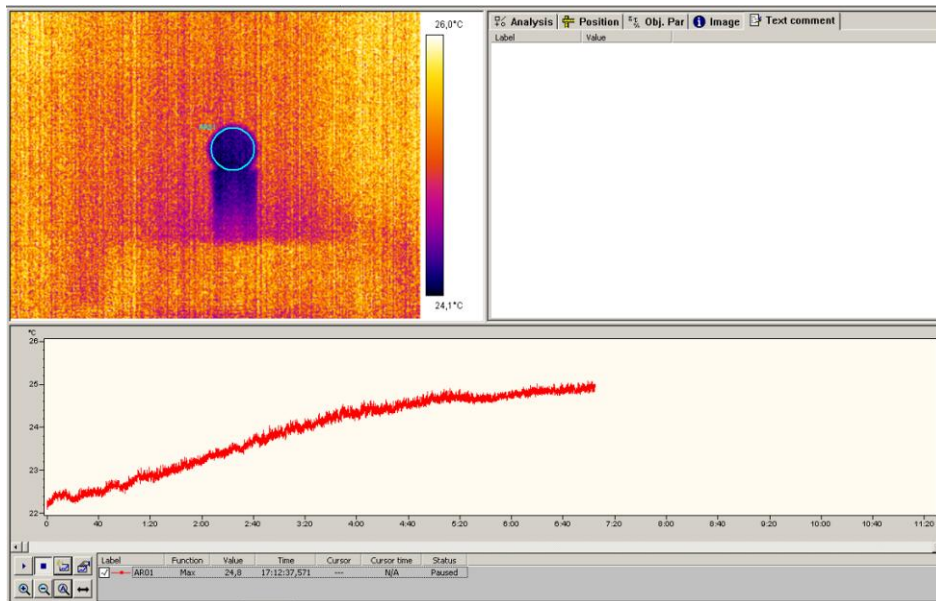 26,0°C
24,1°C
Analysis Position Obj. Par Image Text comment
Label Value
°C
26
25
24
23
22
0 40 1:20 2:00 2:40 3:20 4:00 4:40 5:20 6:00 6:40 7:20 8:00 8:40 9:20 10:00 10:40 11:20
Label Function Value Time Cursor Cursor time Status
AR01 Max 24,8 17:12:37,571 --- N/A Paused